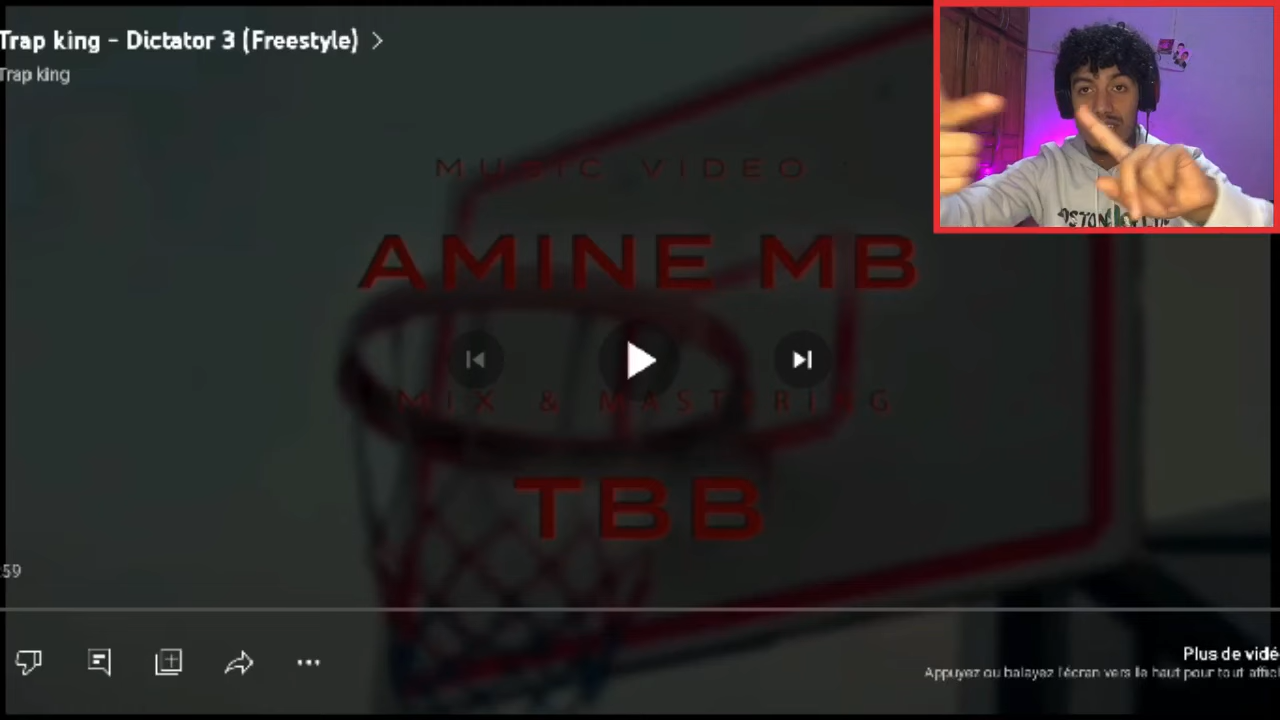 Trap king - Dictator 3 (Freestyle)
Trap king
MUSIC VIDEO :
AMINE MB
MIX & MASTERING
TBB
:59
Plus de vidé
Appuyez ou balayez l'écran vers le haut pour tout affic